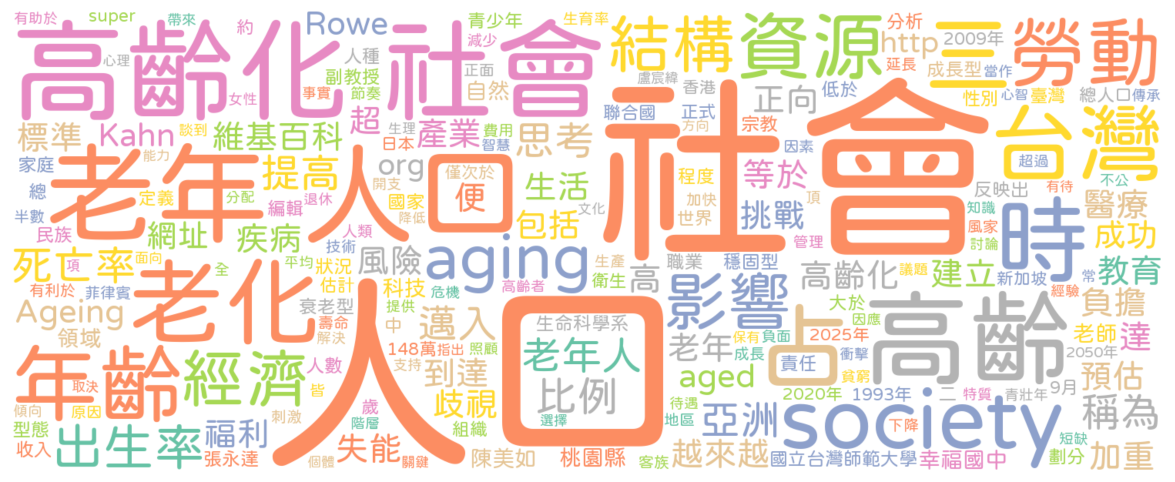 有助於 super 帶來 約 Rowe 青少年 生育率 分析 2009年
高齡化社會 結構 資源 三 勞動
心理 減少 http 延長 成長型 當作
人種 正面 盧宸緯
副教授 自然 香港 正向 低於 性別 心智 臺灣 總人口 傳承
女性 事實 節奏 聯合國 正式
標準 Kahn 談到 維基百科 超 生理 產業 費用 思考 方向 宗教 社會 台灣
日本 智慧 因素 超過
家庭 能力 老年人口 僅次於 org 程度 等於 反映出 有待 不公
總 定義 分配 提高 退休 開支 國家 便 生活 加快 頂 知識 醫療
半數 民族 編輯 降低 包括 文化 世界 挑戰 時 風家 成功
網址 疾病 人類 技術 管理 討論
死亡率 面向 平均 狀況 風險 aging 生產 職業 穩固型 議題 教育
項 全 老化 估計 科技 衛生 高 影響 高齡化 建立 新加坡 常
有利於 菲律賓 衰老型 提供 危機 高齡者 大於 因應 經驗 負擔
Ageing 壽命 中 邁入 生命科學系 保有 負面 2025年 高齡 老師 達
領域 解決 148萬 指出 照顧 老年人 老年 成長 責任 衝擊 2050年
年齡 取決 經濟 人數 支持 到達 比例 aged 貧窮 占 青壯年 9月 預估
皆 人口 歲 歧視 選擇 待遇 2020年 1993年 二 特質 稱為
傾向 原因 刺激 階層 組織 地區 亞洲 society
型態 出生率 福利 下降 短缺
收入 張永達 個體 失能 關鍵 陳美如 客族 桃園縣 越來越 國立台灣師範大學 幸福國中 劃分 加重